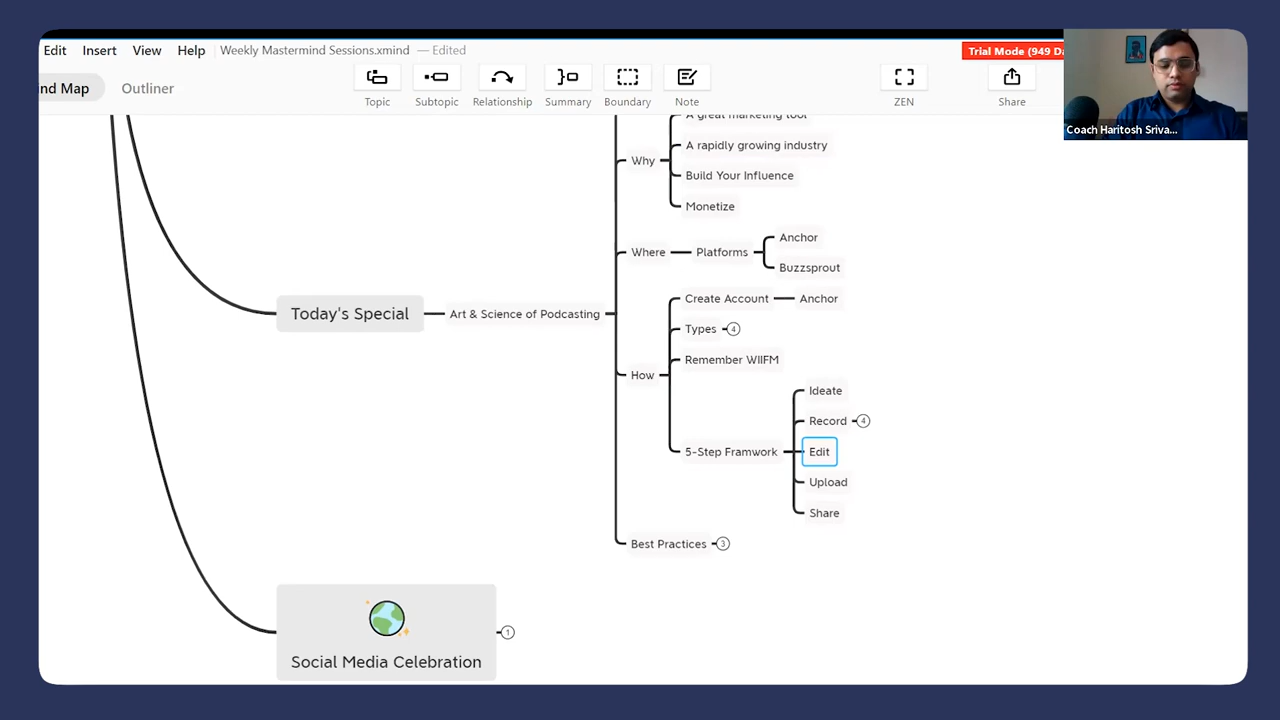 Edit Insert View Help Weekly Mastermind Sessions.xmind — Edited
Trial Mode (949 Da
nd Map Outliner
Topic Subtopic Relationship Summary Boundary Note ZEN Share
Coach Haritosh Sriva...
A great marketing tool
Why
A rapidly growing industry
Build Your Influence
Monetize
Where Platforms
Anchor
Buzzsprout
Today's Special Art & Science of Podcasting
How
Create Account Anchor
Types 4
Remember WIIFM
5-Step Framwork
Ideate
Record 4
Edit
Upload
Share
Best Practices 3
Social Media Celebration 1